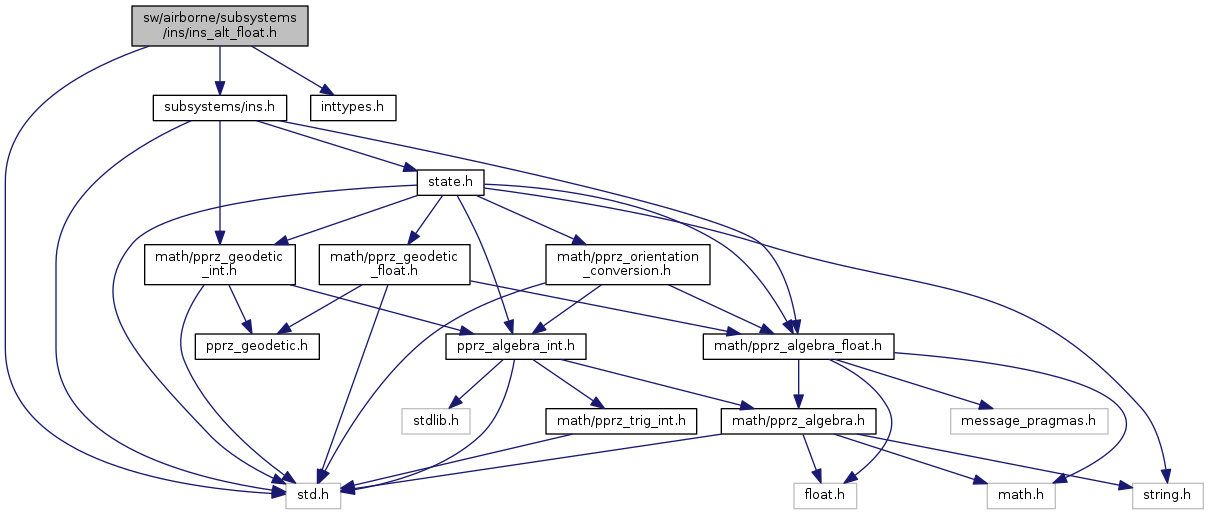 sw/airborne/subsystems
/ins/ins_alt_float.h
subsystems/ins.h
inttypes.h
state.h
math/pprz_geodetic
_int.h
math/pprz_geodetic
_float.h
math/pprz_orientation
_conversion.h
pprz_geodetic.h
pprz_algebra_int.h
math/pprz_algebra_float.h
stdlib.h
math/pprz_trig_int.h
math/pprz_algebra.h
message_pragmas.h
std.h
float.h
math.h
string.h